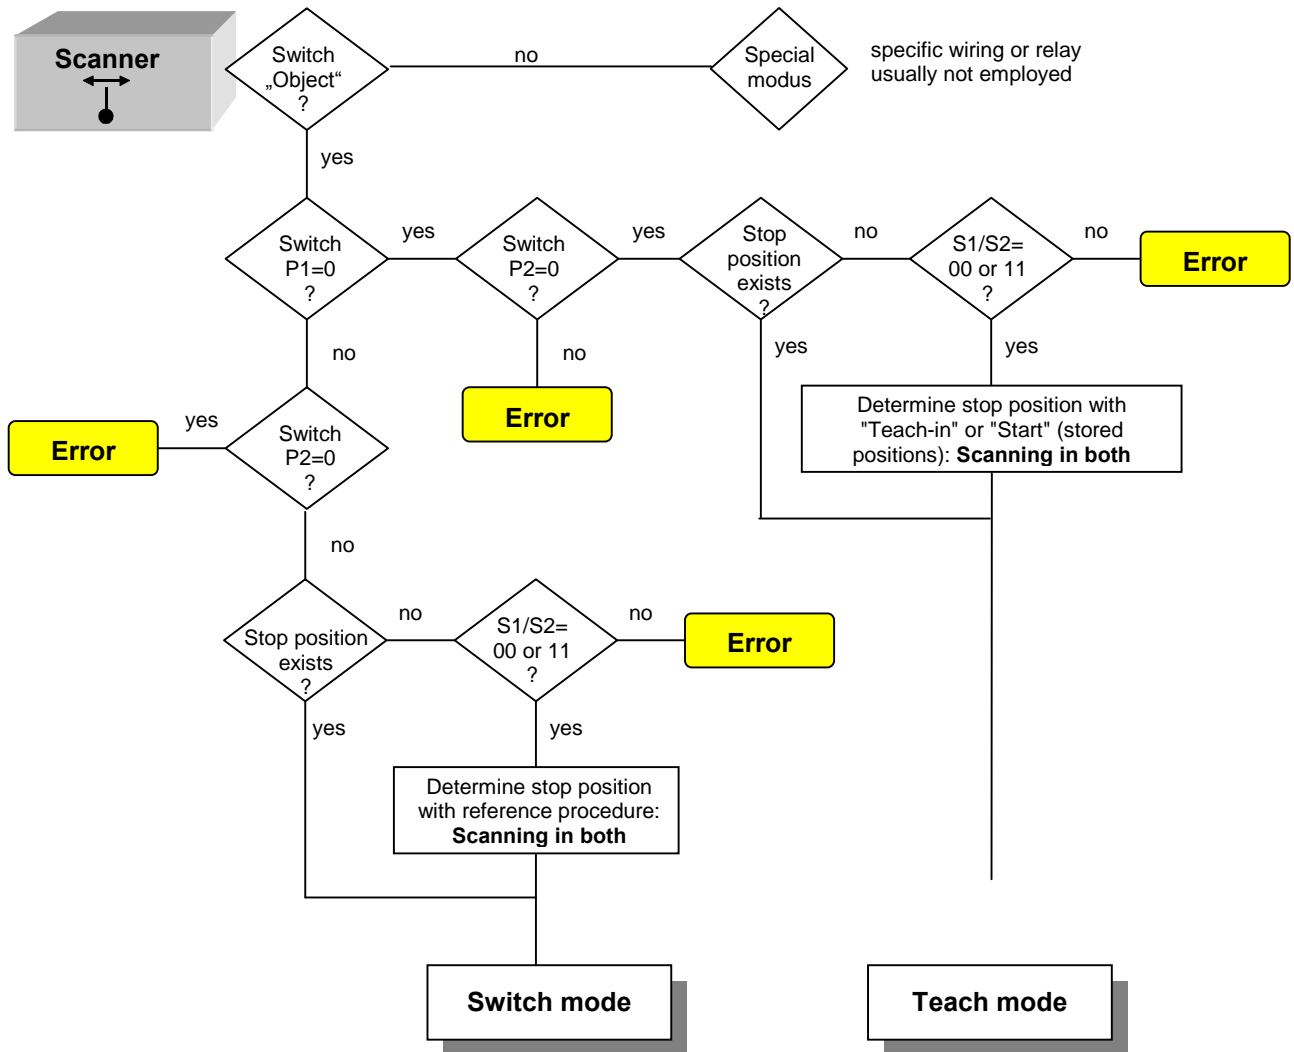 Scanner
Switch
„Object“
?
no
Special
modus
specific wiring or relay
usually not employed
yes
Switch
P1=0
?
yes
Switch
P2=0
?
yes
Stop
position
exists
?
no
S1/S2=
00 or 11
?
no
Error
no
no
yes
yes
Error
yes
Switch
P2=0
?
Error
Determine stop position with
"Teach-in" or "Start" (stored
positions): Scanning in both
no
Stop position
exists
?
no
S1/S2=
00 or 11
?
no
Error
yes
yes
Determine stop position
with reference procedure:
Scanning in both
Switch mode
Teach mode